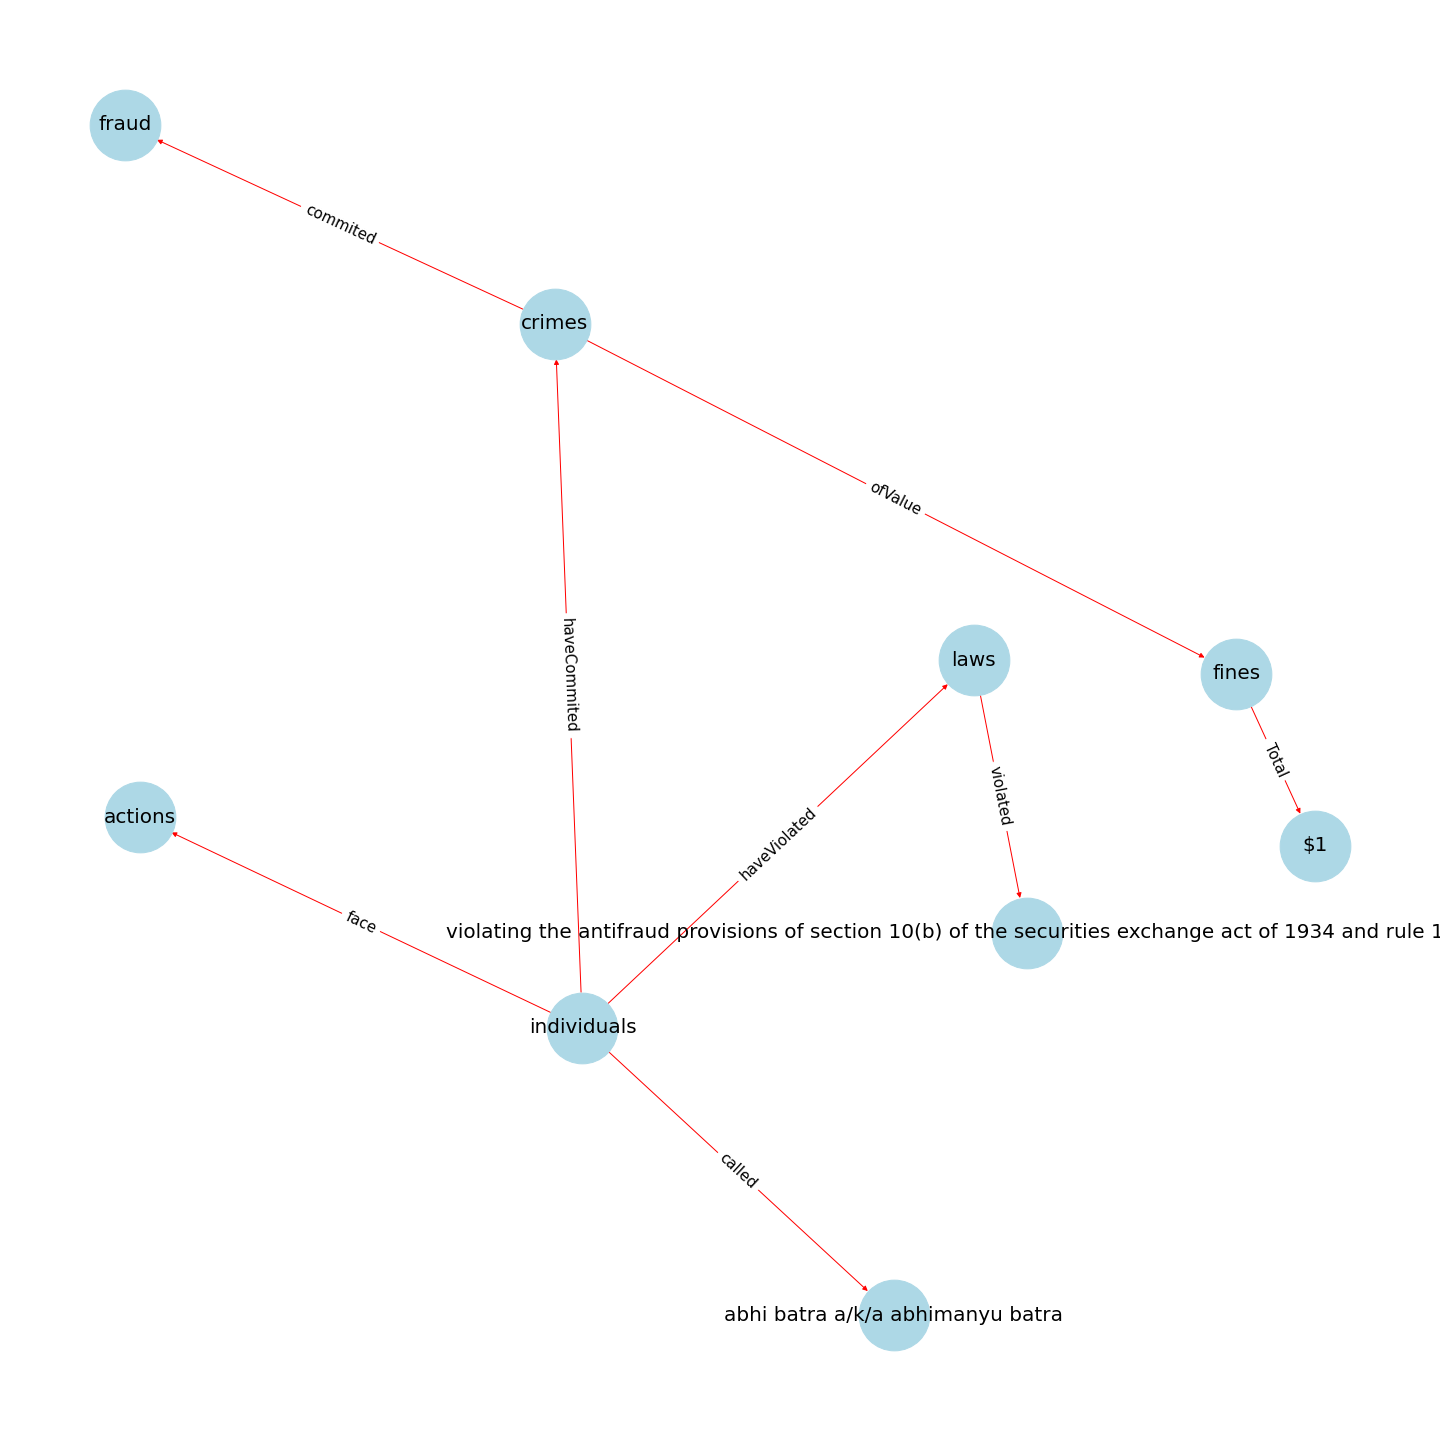 fraud
commited
crimes
ofValue
haveCommited
laws
fines
Total
violated
actions
haveViolated
$1
face
violating the antifraud provisions of section 10(b) of the securities exchange act of 1934 and rule 1
individuals
called
abhi batra a/k/a abhimanyu batra